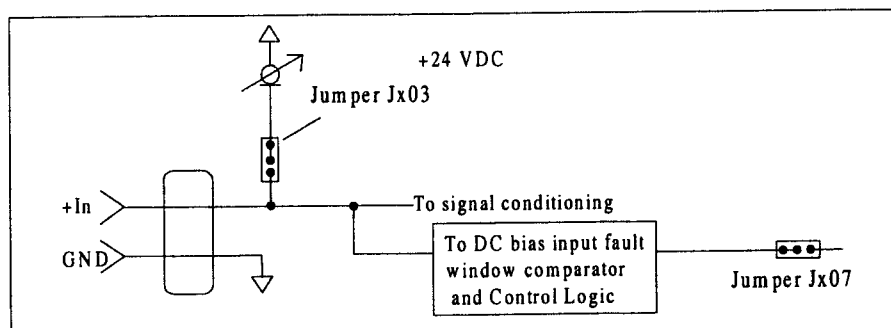 +24 VDC
Jumper Jx03
+In
To signal conditioning
GND
To DC bias input fault
window comparator
and Control Logic
Jumper Jx07